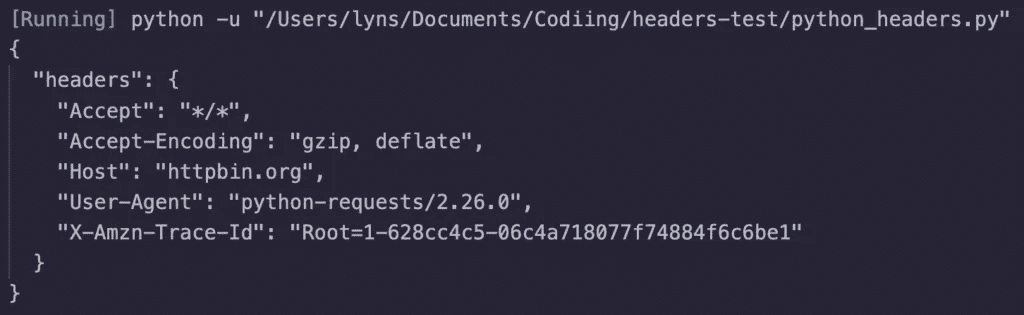 [Running] python -u "/Users/lyns/Documents/Codiing/headers-test/python_headers.py"
{
  "headers": {
    "Accept": "*/*",
    "Accept-Encoding": "gzip, deflate",
    "Host": "httpbin.org",
    "User-Agent": "python-requests/2.26.0",
    "X-Amzn-Trace-Id": "Root=1-628cc4c5-06c4a718077f74884f6c6be1"
  }
}